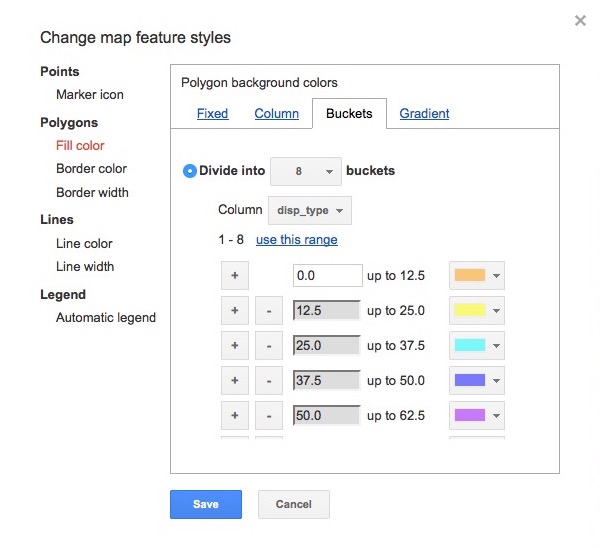 Change map feature styles
Points
Marker icon
Polygons
Fill color
Border color
Border width
Lines
Line color
Line width
Legend
Automatic legend
Polygon background colors
Fixed Column Buckets Gradient
Divide into 8 buckets
Column disp_type
1 - 8 use this range
+ 0.0 up to 12.5
+ - 12.5 up to 25.0
+ - 25.0 up to 37.5
+ - 37.5 up to 50.0
+ - 50.0 up to 62.5
Save Cancel